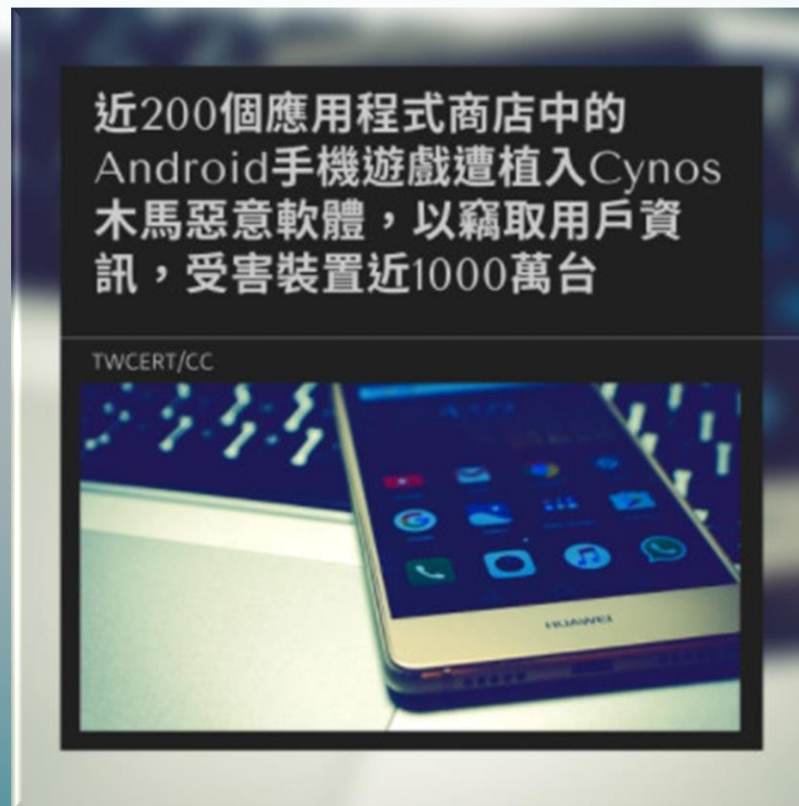 近200個應用程式商店中的
Android手機遊戲遭植入Cynos
木馬惡意軟體，以竊取用戶資
訊，受害裝置近1000萬台
TWCERT/CC
HUAWEI